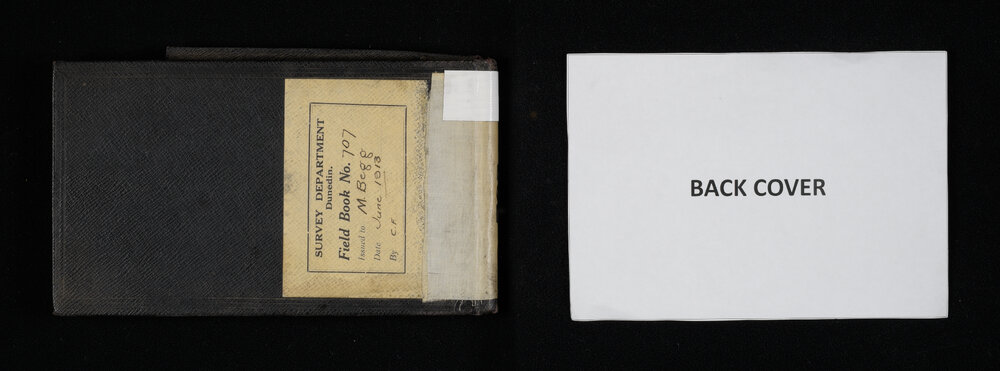 SURVEY DEPARTMENT
Dunedin.
Field Book No. 707
Issued to M. Begg
Date June 1913
By C.F
BACK COVER